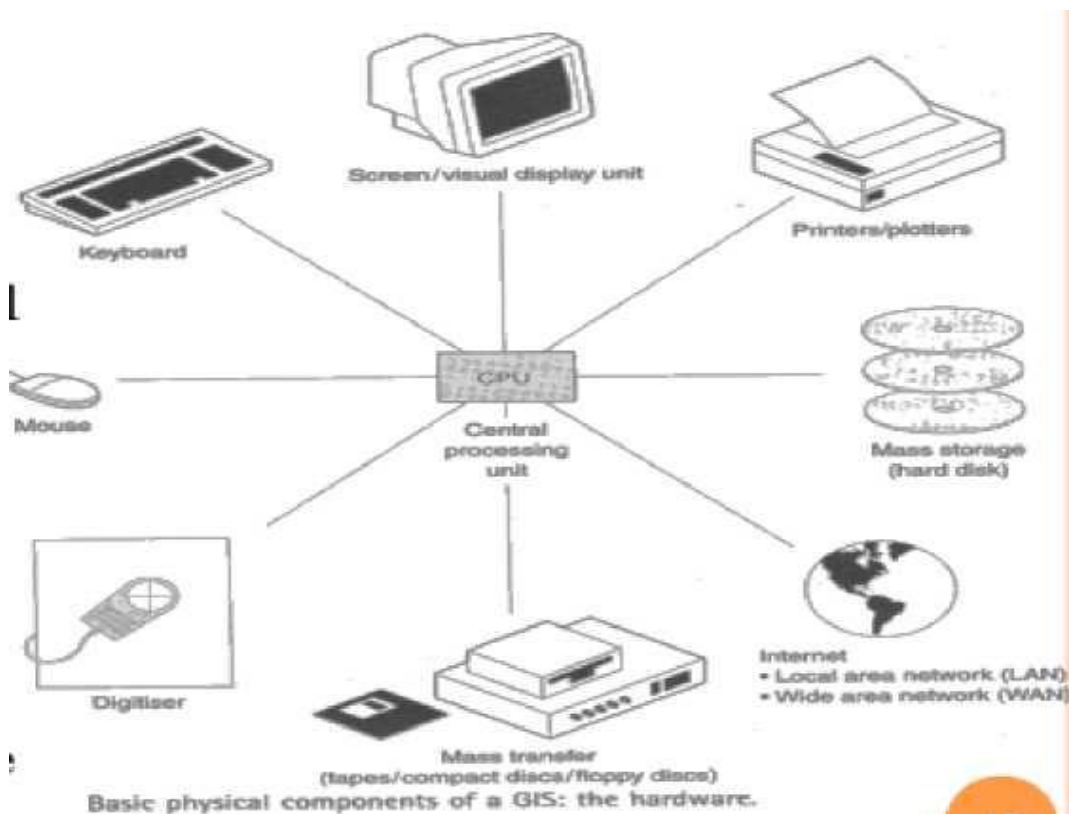 Screen/visual display unit
Keyboard
Printers/plotters
CPU
Central
processing
unit
Mouse
Mass storage
(hard disk)
Digitiser
Internet
• Local area network (LAN)
• Wide area network (WAN)
Mass transfer
(tapes/compact discs/floppy discs)
Basic physical components of a GIS: the hardware.